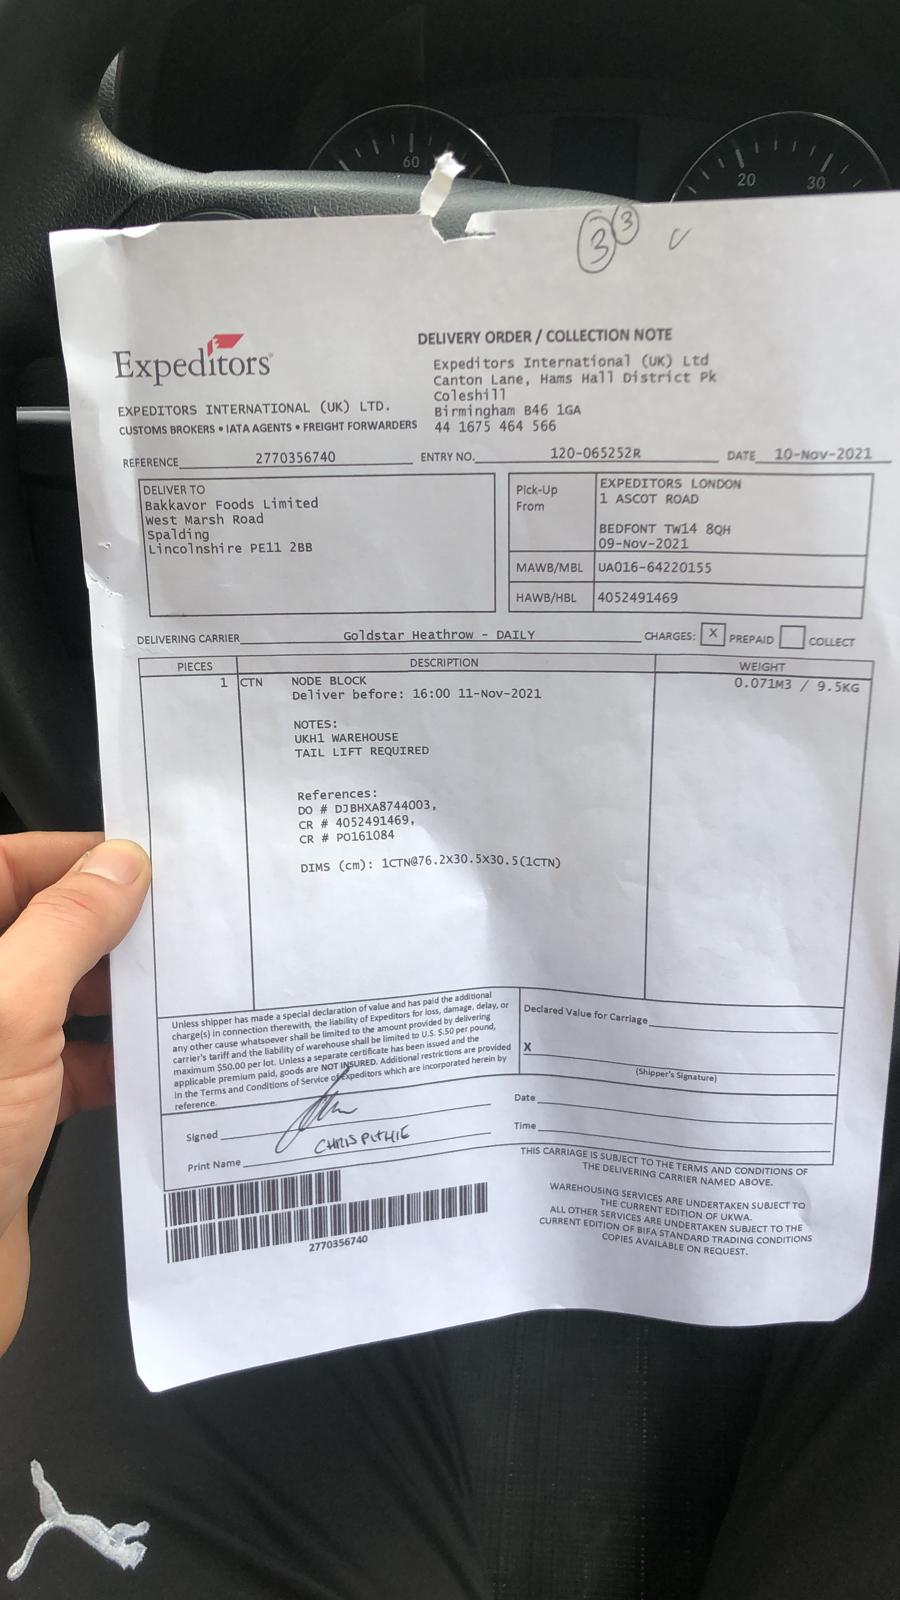 60
20
30
3
3
Expeditors
DELIVERY ORDER / COLLECTION NOTE
Expeditors International (UK) Ltd
Canton Lane, Hams Hall District Pk
Coleshill
Birmingham B46 1GA
44 1675 464 566
EXPEDITORS INTERNATIONAL (UK) LTD.
CUSTOMS BROKERS • IATA AGENTS • FREIGHT FORWARDERS
REFERENCE 2770356740 ENTRY NO. 120-065252R DATE 10-Nov-2021
DELIVER TO
Bakkavor Foods Limited
West Marsh Road
Spalding
Lincolnshire PE11 2BB
Pick-Up From
EXPEDITORS LONDON
1 ASCOT ROAD
BEDFONT TW14 8QH
09-Nov-2021
MAWB/MBL UA016-64220155
HAWB/HBL 4052491469
DELIVERING CARRIER Goldstar Heathrow - DAILY CHARGES: X PREPAID COLLECT
PIECES DESCRIPTION WEIGHT
1 CTN NODE BLOCK 0.071M3 / 9.5KG
Deliver before: 16:00 11-Nov-2021
NOTES:
UKH1 WAREHOUSE
TAIL LIFT REQUIRED
References:
DO # DJBHXA8744003,
CR # 4052491469,
CR # PO161084
DIMS (cm): 1CTN@76.2X30.5X30.5(1CTN)
Unless shipper has made a special declaration of value and has paid the additional
charge(s) in connection therewith, the liability of Expeditors for loss, damage, delay, or
any other cause whatsoever shall be limited to the amount provided by delivering
carrier's tariff and the liability of warehouse shall be limited to U.S. $.50 per pound,
maximum $50.00 per lot. Unless a separate certificate has been issued and the
applicable premium paid, goods are NOT INSURED. Additional restrictions are provided
in the Terms and Conditions of Service of Expeditors which are incorporated herein by
reference.
Declared Value for Carriage
X
(Shipper's Signature)
Signed
Date
Print Name CHRIS PITHIE
Time
2770356740
THIS CARRIAGE IS SUBJECT TO THE TERMS AND CONDITIONS OF
THE DELIVERING CARRIER NAMED ABOVE.
WAREHOUSING SERVICES ARE UNDERTAKEN SUBJECT TO
THE CURRENT EDITION OF UKWA.
ALL OTHER SERVICES ARE UNDERTAKEN SUBJECT TO THE
CURRENT EDITION OF BIFA STANDARD TRADING CONDITIONS
COPIES AVAILABLE ON REQUEST.